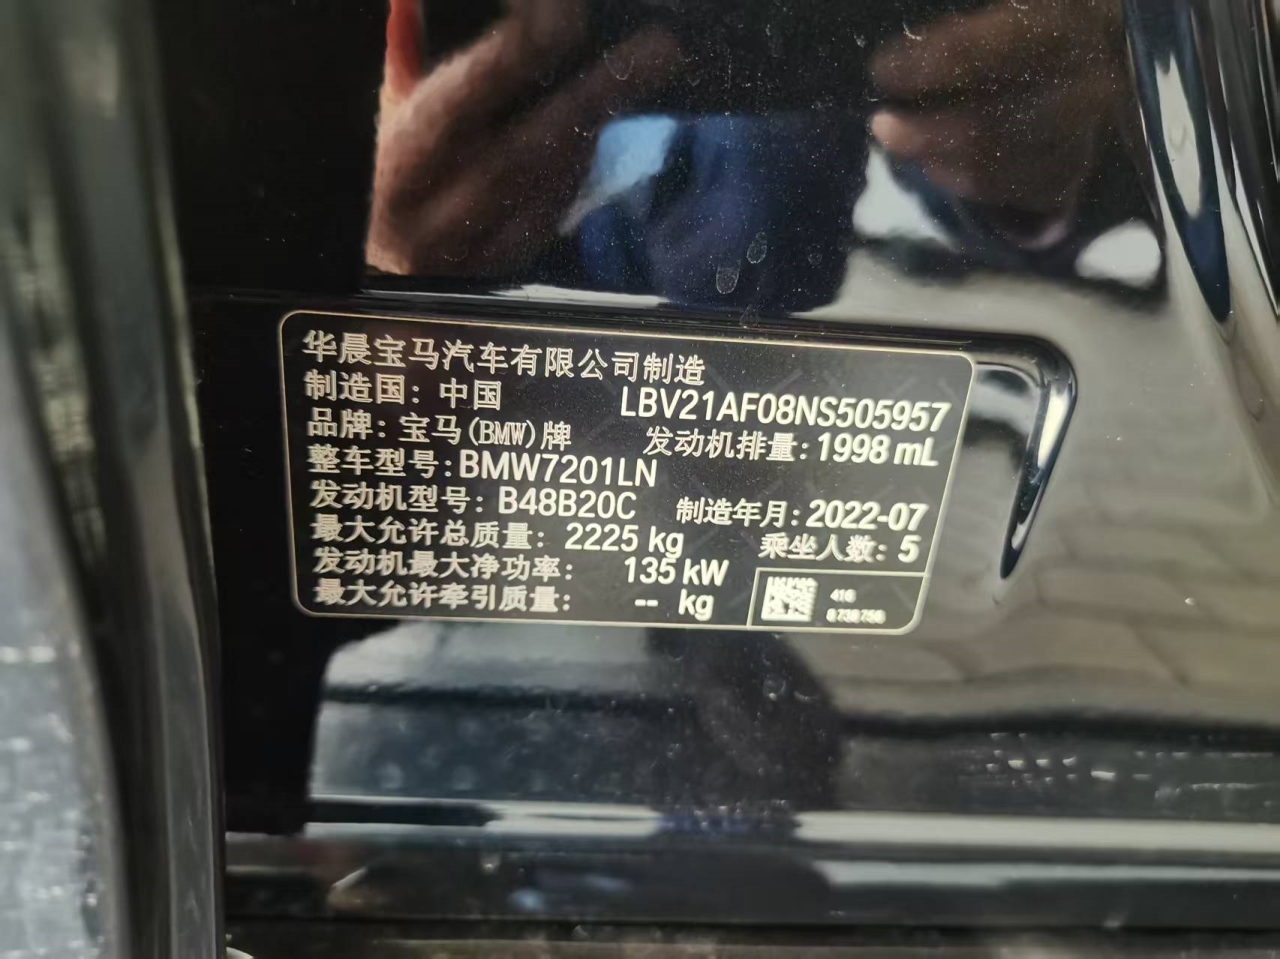 华晨宝马汽车有限公司制造
制造国：中国 LBV21AF08NS505957
品牌：宝马(BMW)牌 发动机排量：1998 mL
整车型号：BMW7201LN
发动机型号：B48B20C 制造年月：2022-07
最大允许总质量：2225 kg 乘坐人数：5
发动机最大净功率：135 kW
最大允许牵引质量：-- kg
416
8738756